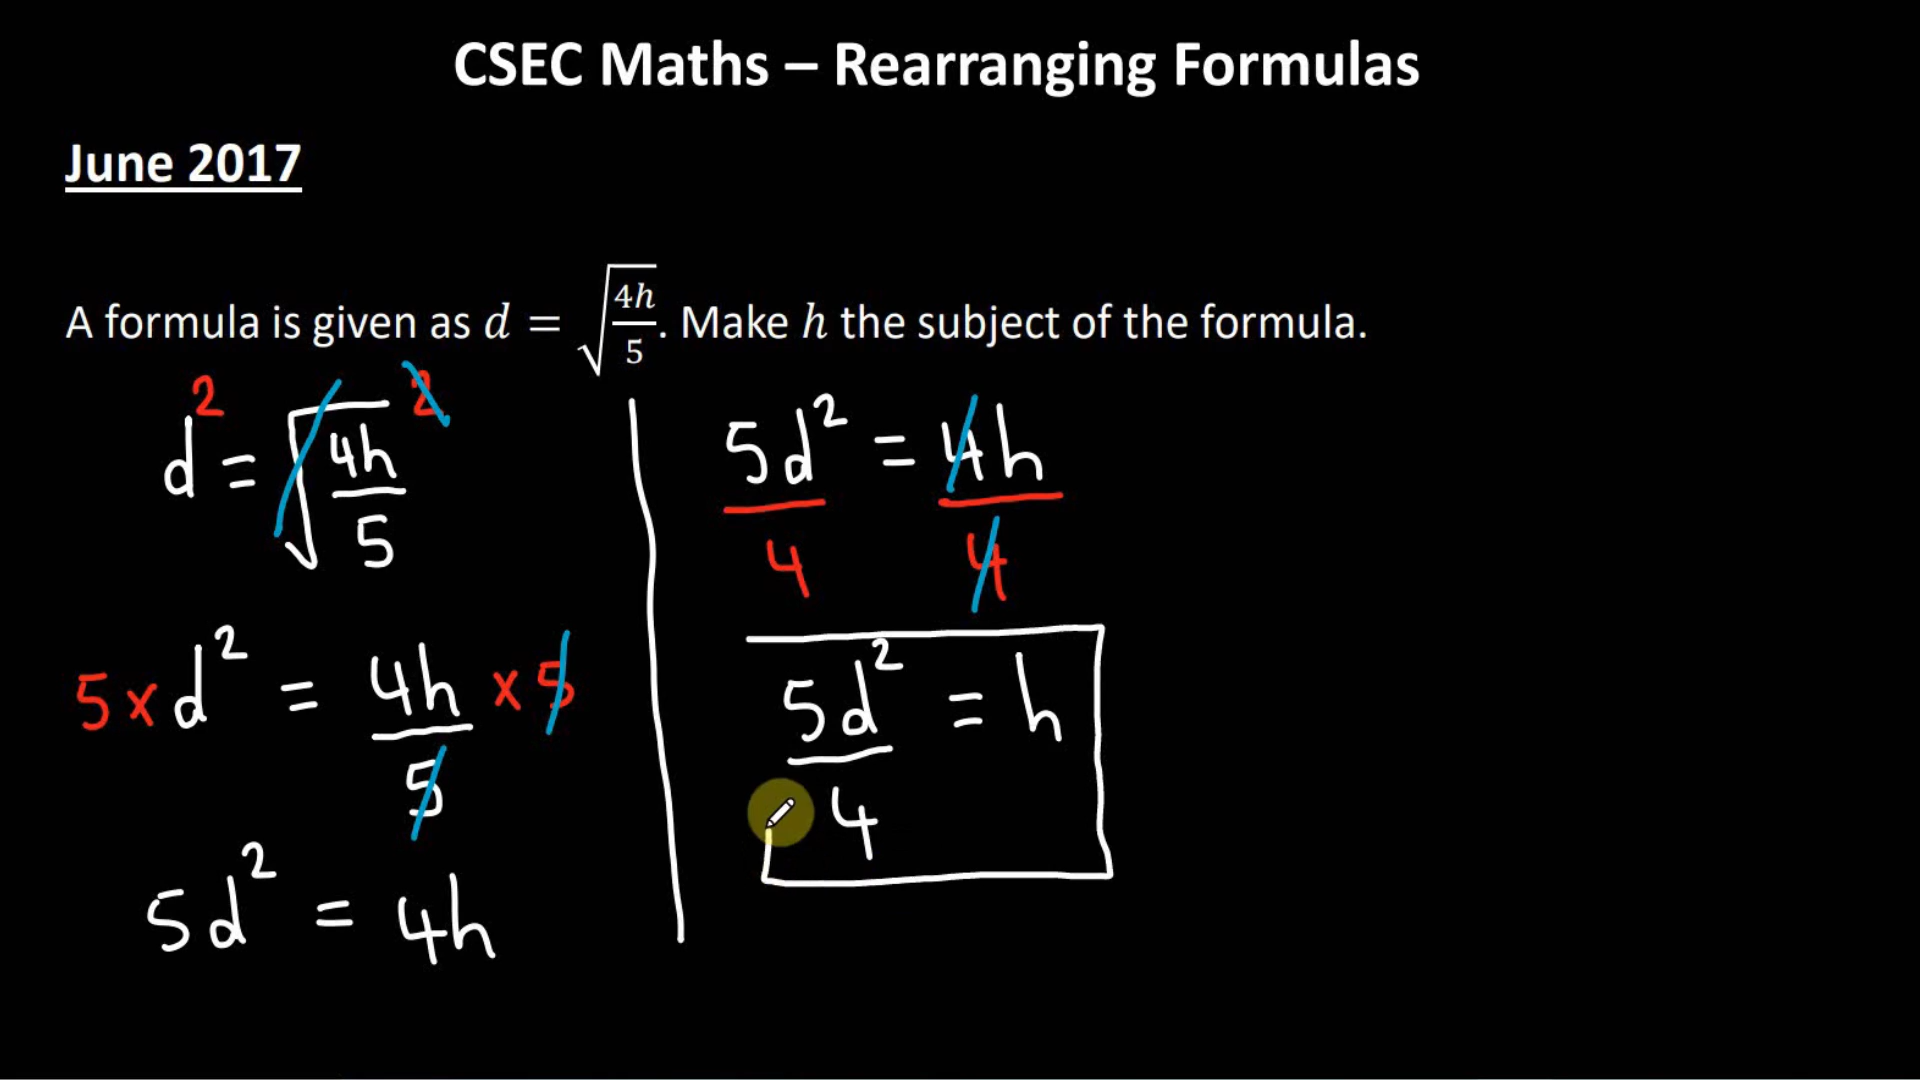 CSEC Maths – Rearranging Formulas
June 2017
A formula is given as d = √(4h/5). Make h the subject of the formula.
d² = √(4h/5)²
5 × d² = 4h/5 × 5
5d² = 4h
5d²/4 = 4h/4
5d²/4 = h